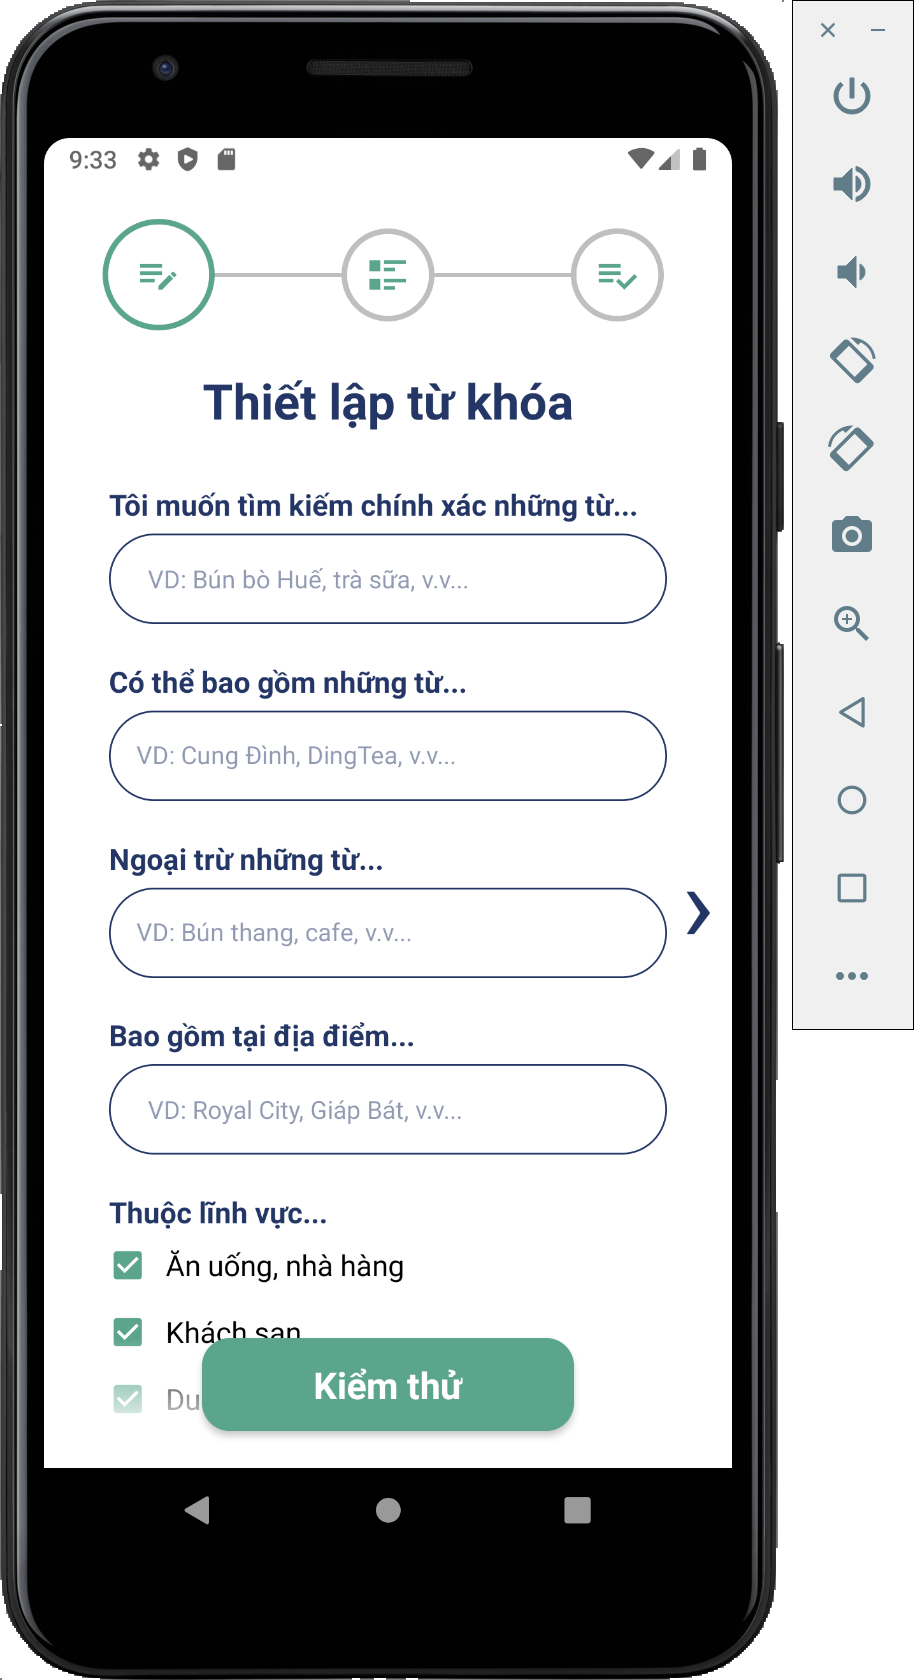 9:33
Thiết lập từ khóa
Tôi muốn tìm kiếm chính xác những từ...
VD: Bún bò Huế, trà sữa, v.v...
Có thể bao gồm những từ...
VD: Cung Đình, DingTea, v.v...
Ngoại trừ những từ...
VD: Bún thang, cafe, v.v...
Bao gồm tại địa điểm...
VD: Royal City, Giáp Bát, v.v...
Thuộc lĩnh vực...
Ăn uống, nhà hàng
Khách sạn
Du
Kiểm thử